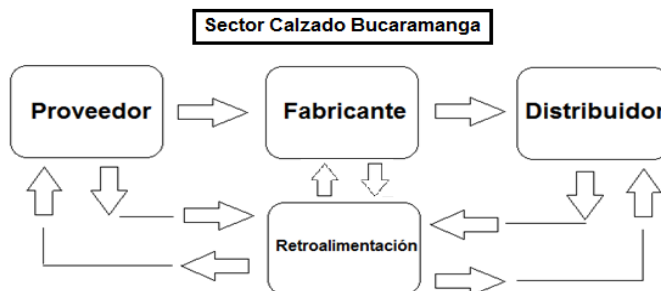 Sector Calzado Bucaramanga
Proveedor
Fabricante
Distribuidor
Retroalimentación